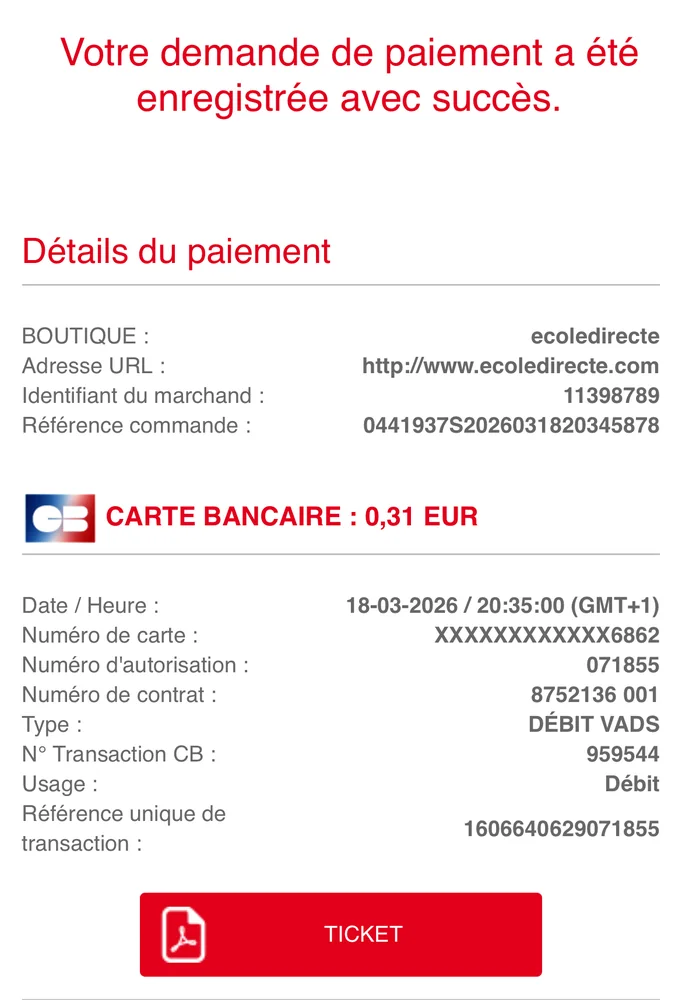 Votre demande de paiement a été
enregistrée avec succès.
Détails du paiement
BOUTIQUE : ecoledirecte
Adresse URL : http://www.ecoledirecte.com
Identifiant du marchand : 11398789
Référence commande : 0441937S2026031820345878
CB CARTE BANCAIRE : 0,31 EUR
Date / Heure : 18-03-2026 / 20:35:00 (GMT+1)
Numéro de carte : XXXXXXXXXXXX6862
Numéro d'autorisation : 071855
Numéro de contrat : 8752136 001
Type : DÉBIT VADS
N° Transaction CB : 959544
Usage : Débit
Référence unique de
transaction : 1606640629071855
TICKET